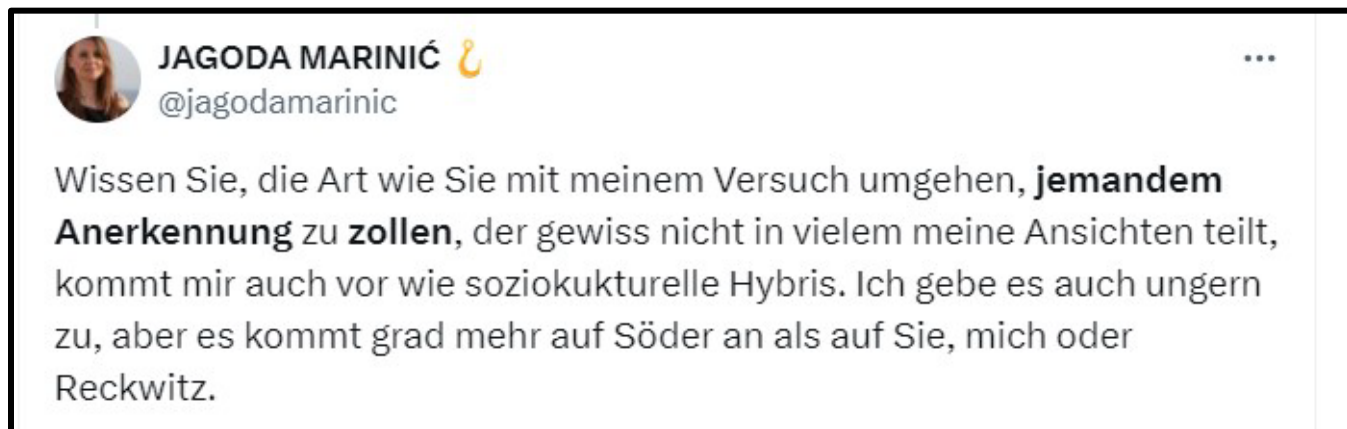 JAGODA MARINIĆ
@jagodamarinic
Wissen Sie, die Art wie Sie mit meinem Versuch umgehen, jemandem
Anerkennung zu zollen, der gewiss nicht in vielem meine Ansichten teilt,
kommt mir auch vor wie soziokukturelle Hybris. Ich gebe es auch ungern
zu, aber es kommt grad mehr auf Söder an als auf Sie, mich oder
Reckwitz.